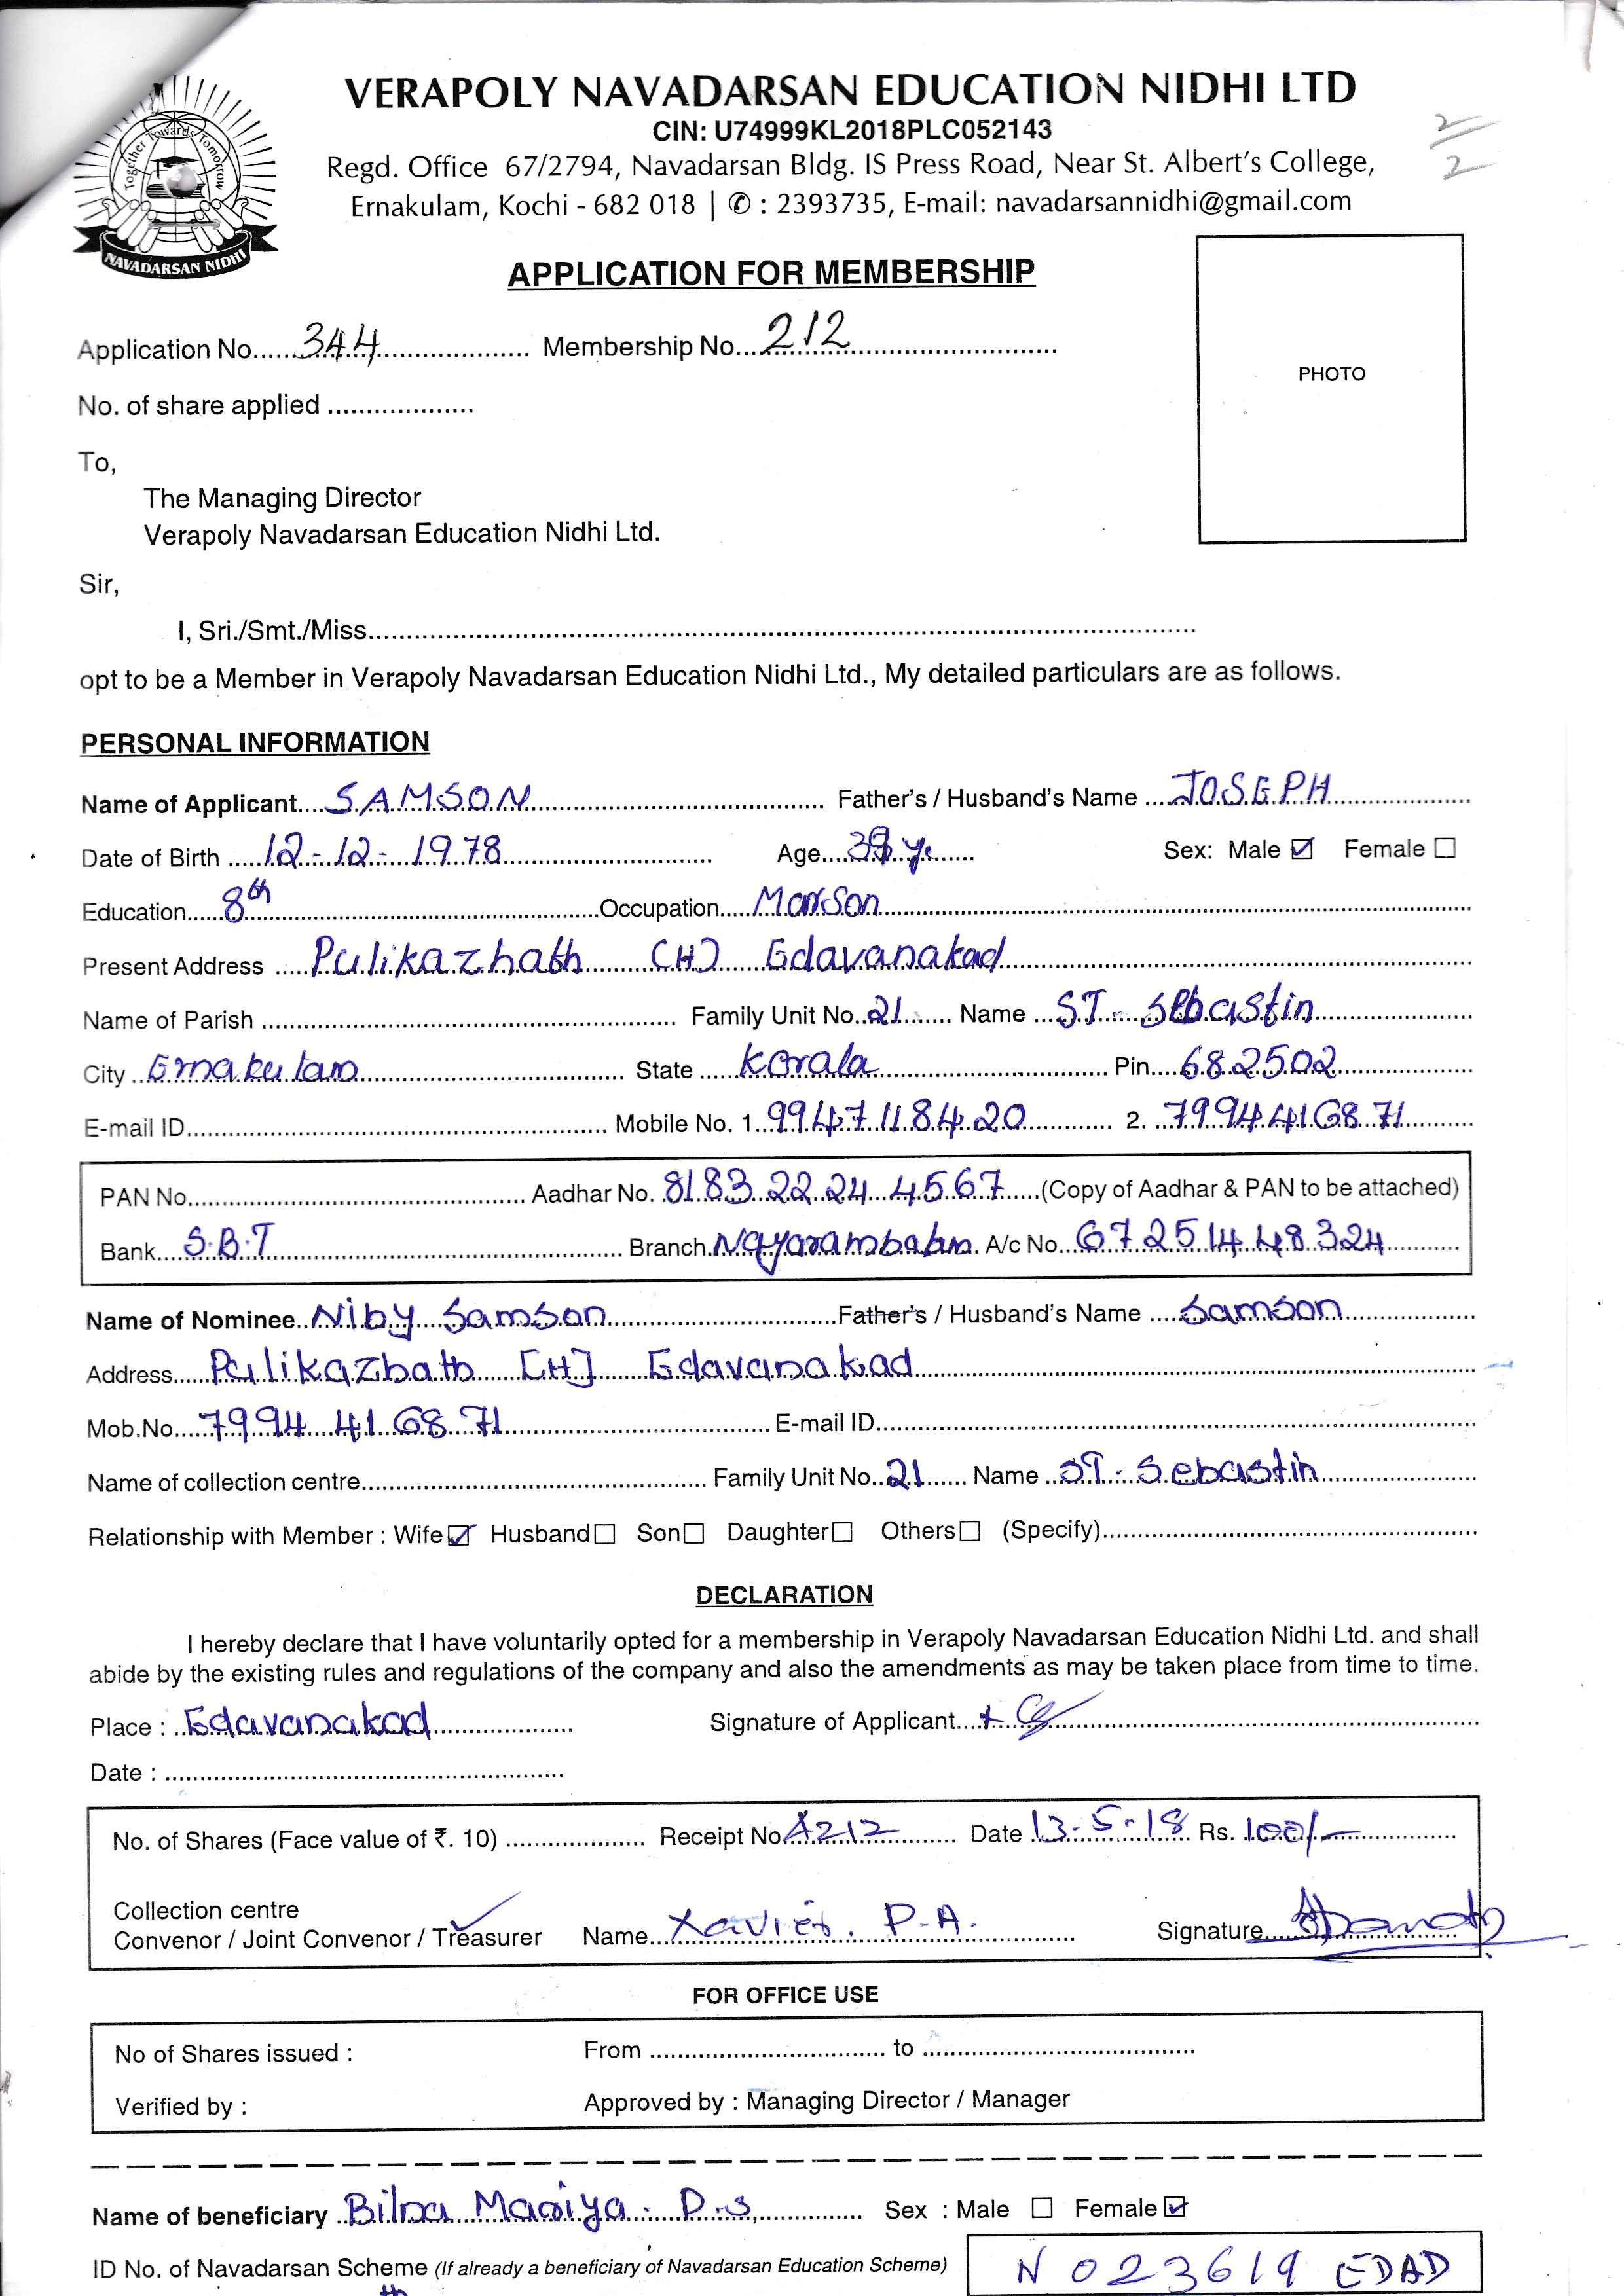 VERAPOLY NAVADARSAN EDUCATION NIDHI LTD
CIN: U74999KL2018PLC052143
Regd. Office 67/2794, Navadarsan Bldg. IS Press Road, Near St. Albert's College,
Ernakulam, Kochi - 682 018 | ✆ : 2393735, E-mail: navadarsannidhi@gmail.com
2/2
Together Towards Tomorrow
NAVADARSAN NIDHI
APPLICATION FOR MEMBERSHIP
Application No. 344 Membership No. 212
PHOTO
No. of share applied
To,
The Managing Director
Verapoly Navadarsan Education Nidhi Ltd.
Sir,
I, Sri./Smt./Miss
opt to be a Member in Verapoly Navadarsan Education Nidhi Ltd., My detailed particulars are as follows.
PERSONAL INFORMATION
Name of Applicant SAMSON Father's / Husband's Name JOSEPH
Date of Birth 12-12-1978 Age 39 y. Sex: Male ☑ Female ☐
Education 8th Occupation
Present Address Pulikazhath (H) Edavanakad
Name of Parish Family Unit No. 21 Name ST. Sebastin
City Ernakulam State Kerala Pin 682502
E-mail ID Mobile No. 1. 9947118420 2. 7994416871
PAN No. Aadhar No. 8183 2224 4567 (Copy of Aadhar & PAN to be attached)
Bank S.B.T Branch A/c No. 67251448324
Name of Nominee Niby Samson Father's / Husband's Name Samson
Address Pulikazhath [H] Edavanakad
Mob.No. 7994 41 68 71 E-mail ID
Name of collection centre Family Unit No. 21 Name ST. Sebastin
Relationship with Member : Wife ☑ Husband ☐ Son ☐ Daughter ☐ Others ☐ (Specify)
DECLARATION
I hereby declare that I have voluntarily opted for a membership in Verapoly Navadarsan Education Nidhi Ltd. and shall
abide by the existing rules and regulations of the company and also the amendments as may be taken place from time to time.
Place : Edavanakad Signature of Applicant
Date :
No. of Shares (Face value of ₹. 10) Receipt No. A212 Date 13-5-18 Rs. 100/-
Collection centre
Convenor / Joint Convenor / Treasurer Name Xavier. P.A. Signature
FOR OFFICE USE
No of Shares issued : From to
Verified by : Approved by : Managing Director / Manager
Name of beneficiary D.S Sex : Male ☐ Female ☑
ID No. of Navadarsan Scheme (If already a beneficiary of Navadarsan Education Scheme) N 023619 EDAD